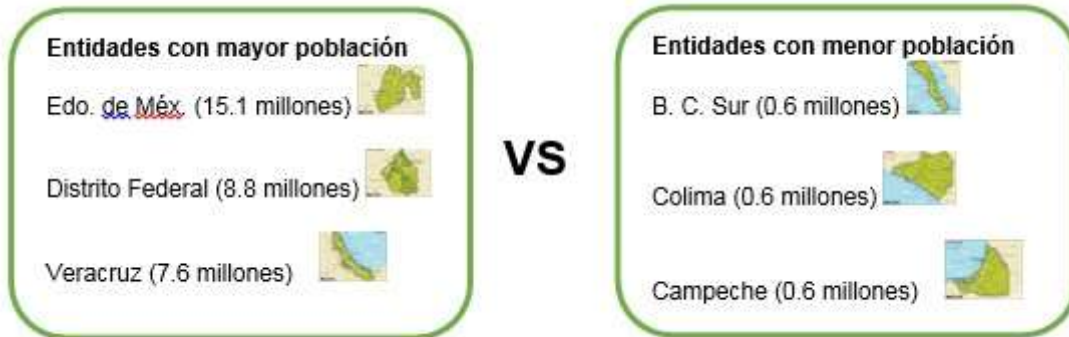 Entidades con mayor población
Edo. de Méx. (15.1 millones)
Distrito Federal (8.8 millones)
Veracruz (7.6 millones)
VS
Entidades con menor población
B. C. Sur (0.6 millones)
Colima (0.6 millones)
Campeche (0.6 millones)